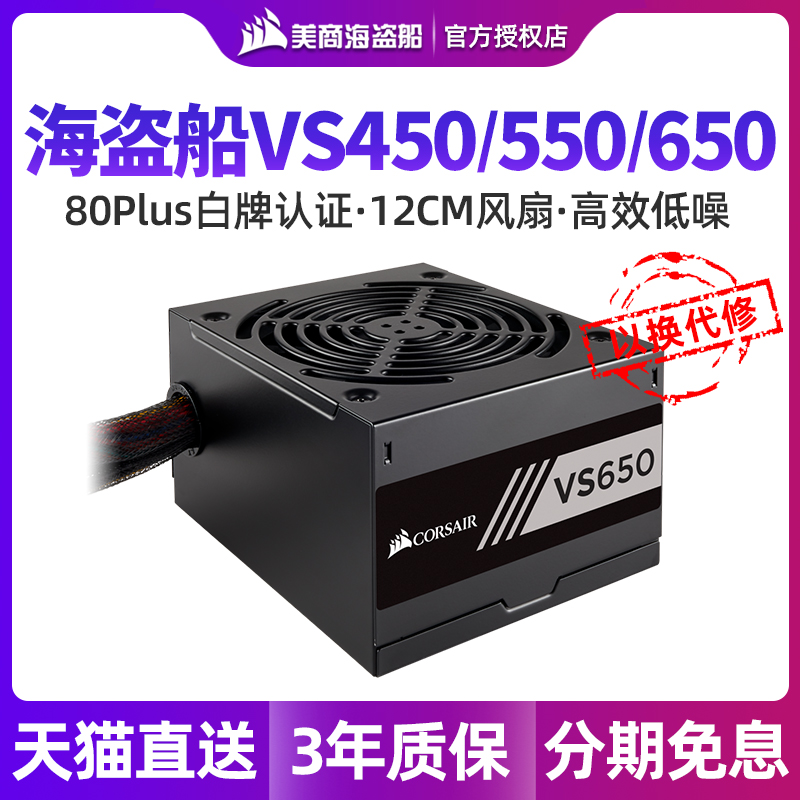 美商海盗船 官方授权店
海盗船VS450/550/650
80Plus白牌认证·12CM风扇·高效低噪
以换代修
VS650
CORSAIR
天猫直送 3年质保 分期免息